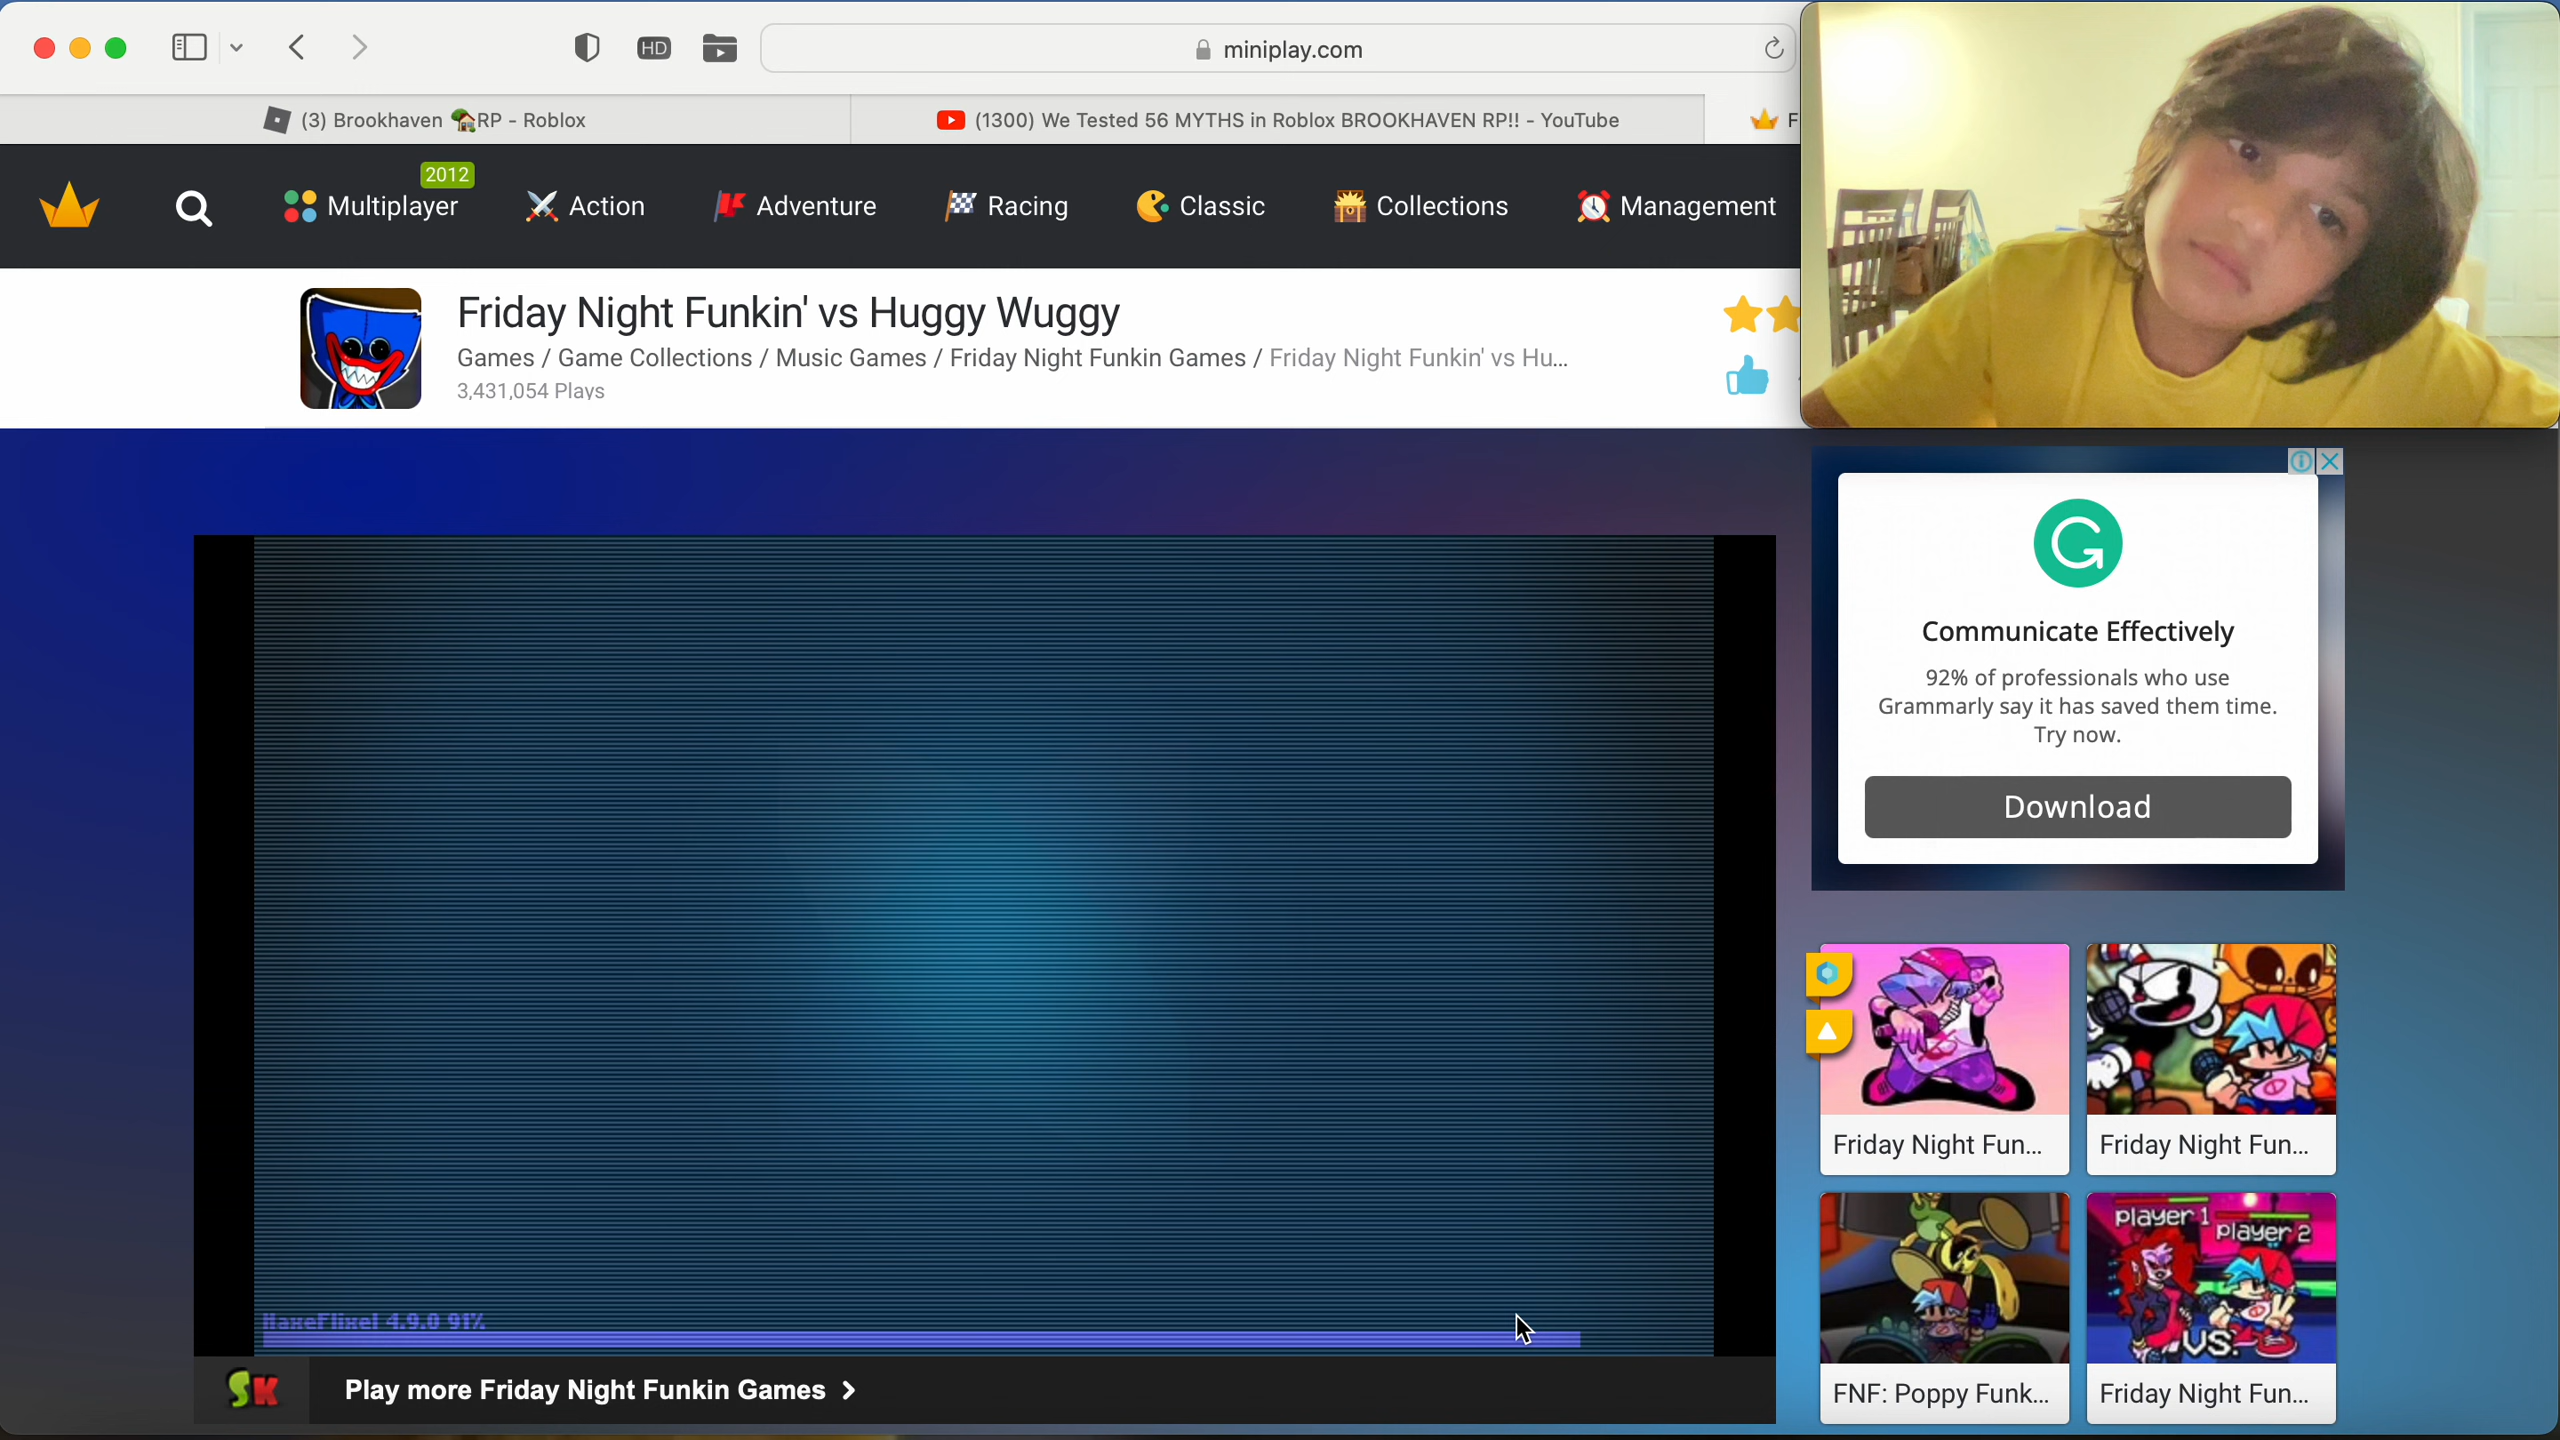 HD
miniplay.com
(3) Brookhaven 🏡RP - Roblox
(1300) We Tested 56 MYTHS in Roblox BROOKHAVEN RP!! - YouTube
F
2012
Multiplayer
Action
Adventure
Racing
Classic
Collections
Management
Friday Night Funkin' vs Huggy Wuggy
Games / Game Collections / Music Games / Friday Night Funkin Games / Friday Night Funkin' vs Hu...
3,431,054 Plays
Communicate Effectively
92% of professionals who use
Grammarly say it has saved them time.
Try now.
Download
Friday Night Fun...
Friday Night Fun...
player 1
player 2
VS.
FNF: Poppy Funk...
Friday Night Fun...
HaxeFlixel 4.9.0 91%
SK
Play more Friday Night Funkin Games >